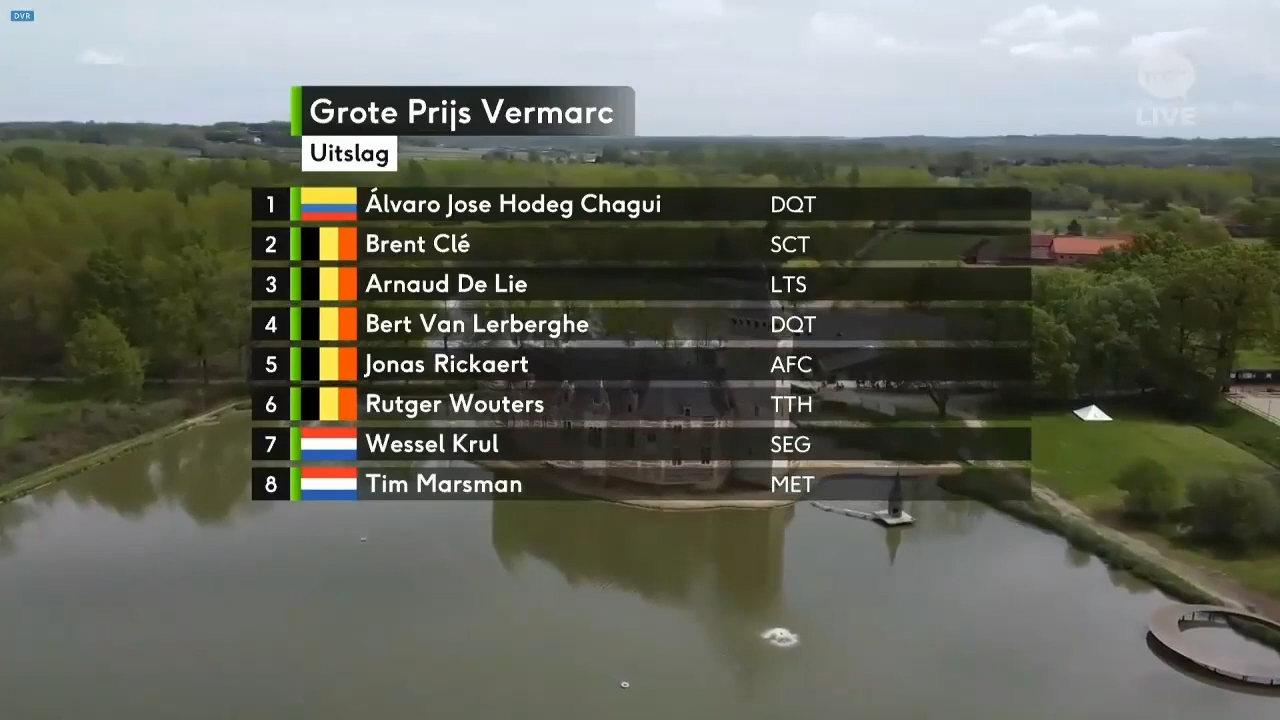 DVR
LIVE
Grote Prijs Vermarc
Uitslag
1 Álvaro Jose Hodeg Chagui DQT
2 Brent Clé SCT
3 Arnaud De Lie LTS
4 Bert Van Lerberghe DQT
5 Jonas Rickaert AFC
6 Rutger Wouters TTH
7 Wessel Krul SEG
8 Tim Marsman MET